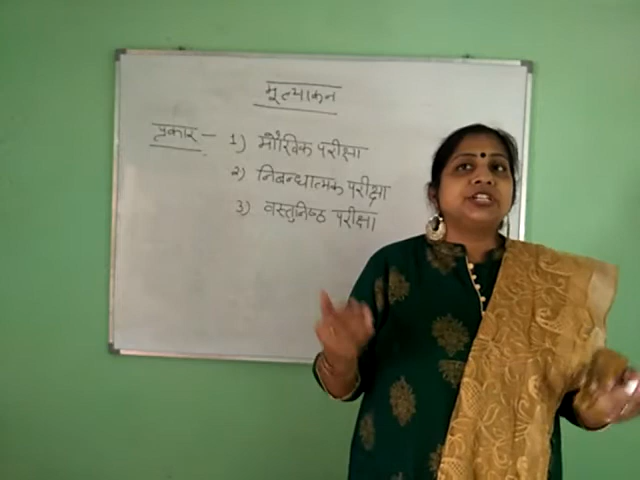 मूल्यांकन
प्रकार - 1) मौखिक परीक्षा
2) निबन्धात्मक परीक्षा
3) वस्तुनिष्ठ परीक्षा